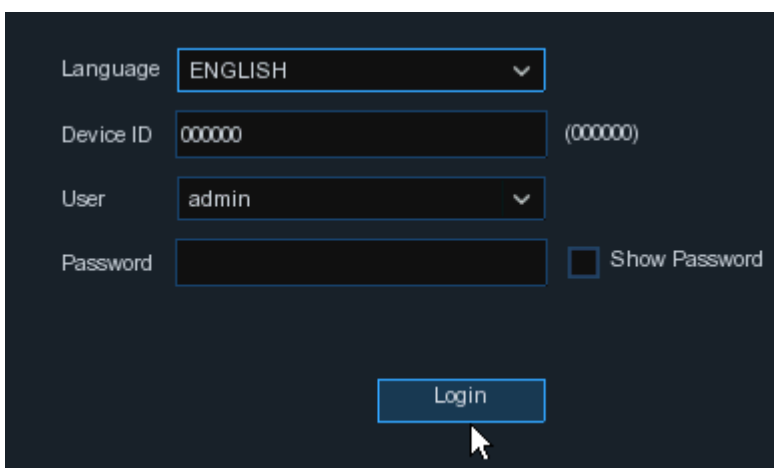 Language ENGLISH
Device ID 000000 (000000)
User admin
Password Show Password
Login